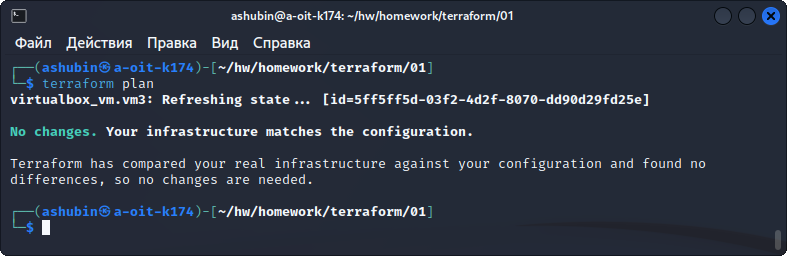 ashubin@a-oit-k174: ~/hw/homework/terraform/01
Файл Действия Правка Вид Справка
┌──(ashubin㉿a-oit-k174)-[~/hw/homework/terraform/01]
└─$ terraform plan
virtualbox_vm.vm3: Refreshing state... [id=5ff5ff5d-03f2-4d2f-8070-dd90d29fd25e]
No changes. Your infrastructure matches the configuration.
Terraform has compared your real infrastructure against your configuration and found no
differences, so no changes are needed.
┌──(ashubin㉿a-oit-k174)-[~/hw/homework/terraform/01]
└─$